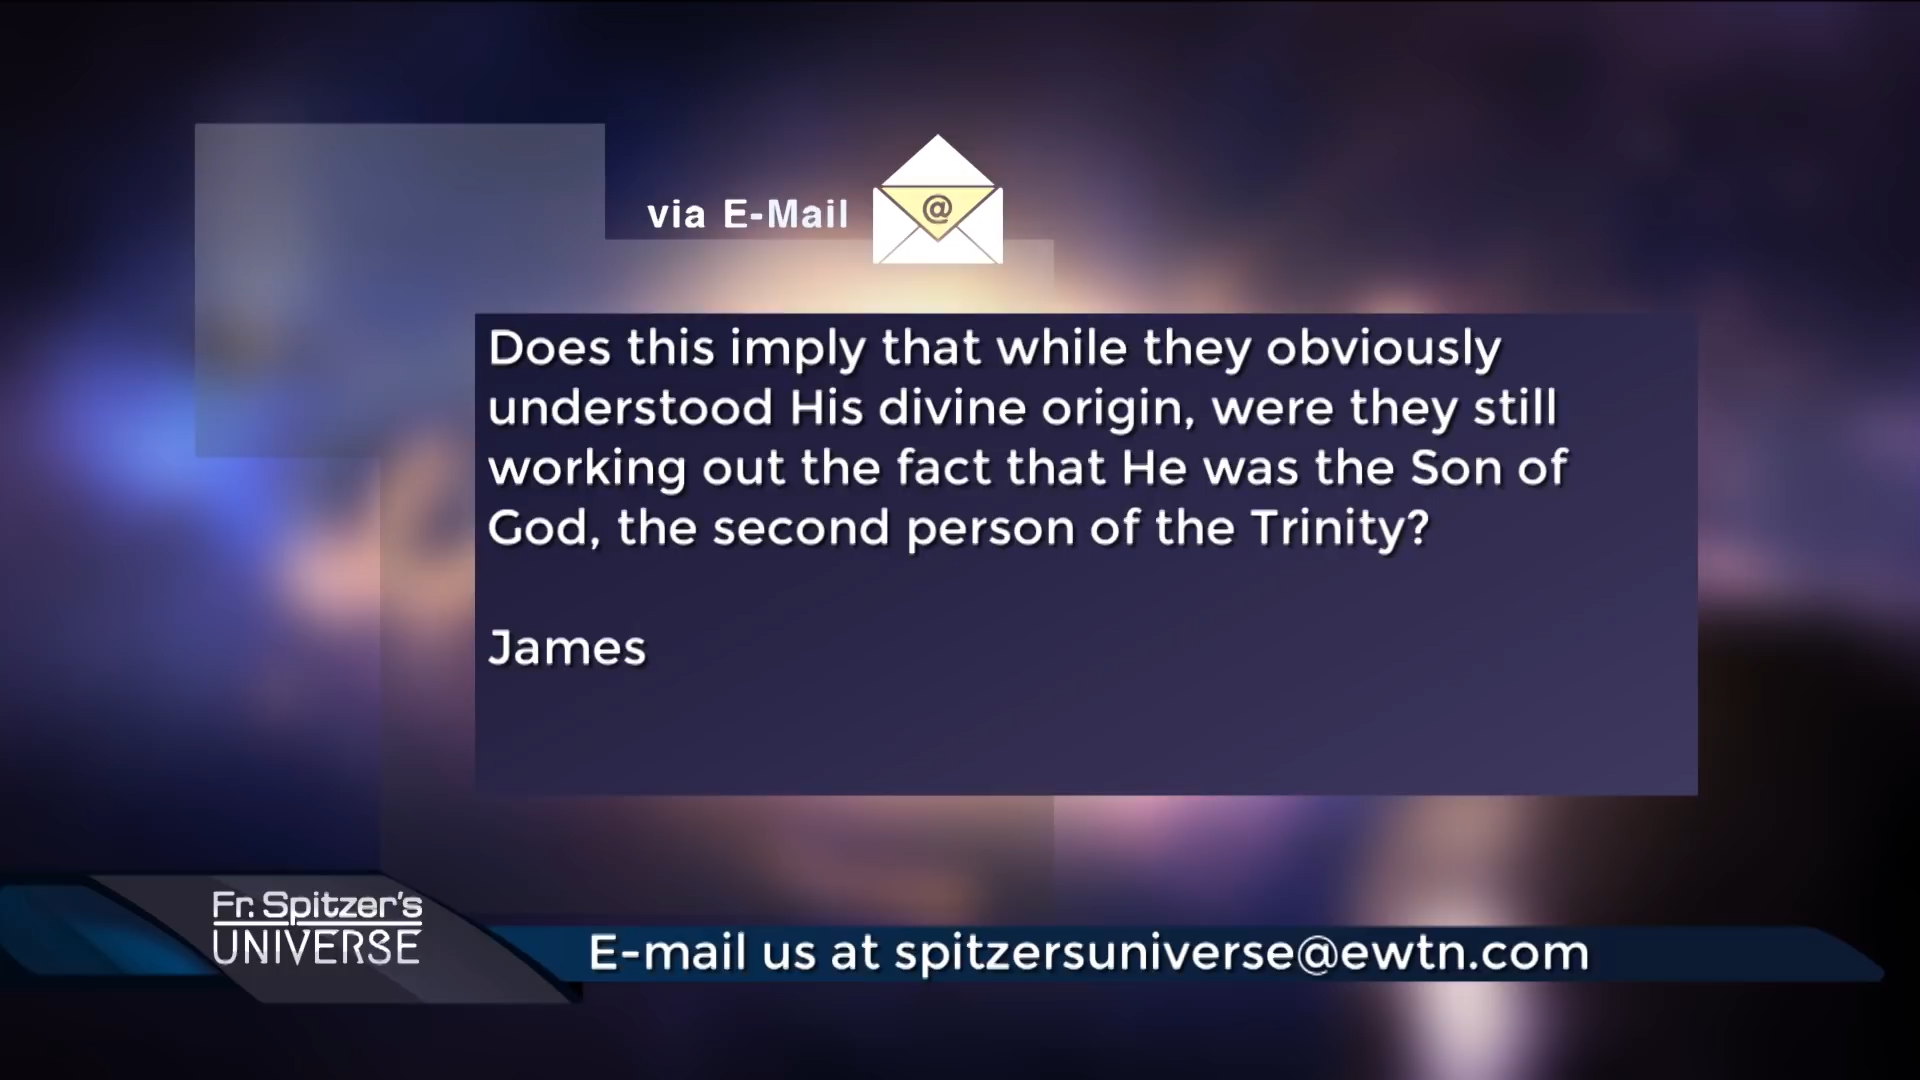 via E-Mail
@
Does this imply that while they obviously
understood His divine origin, were they still
working out the fact that He was the Son of
God, the second person of the Trinity?
James
Fr. Spitzer's
UNIVERSE
E-mail us at spitzersuniverse@ewtn.com